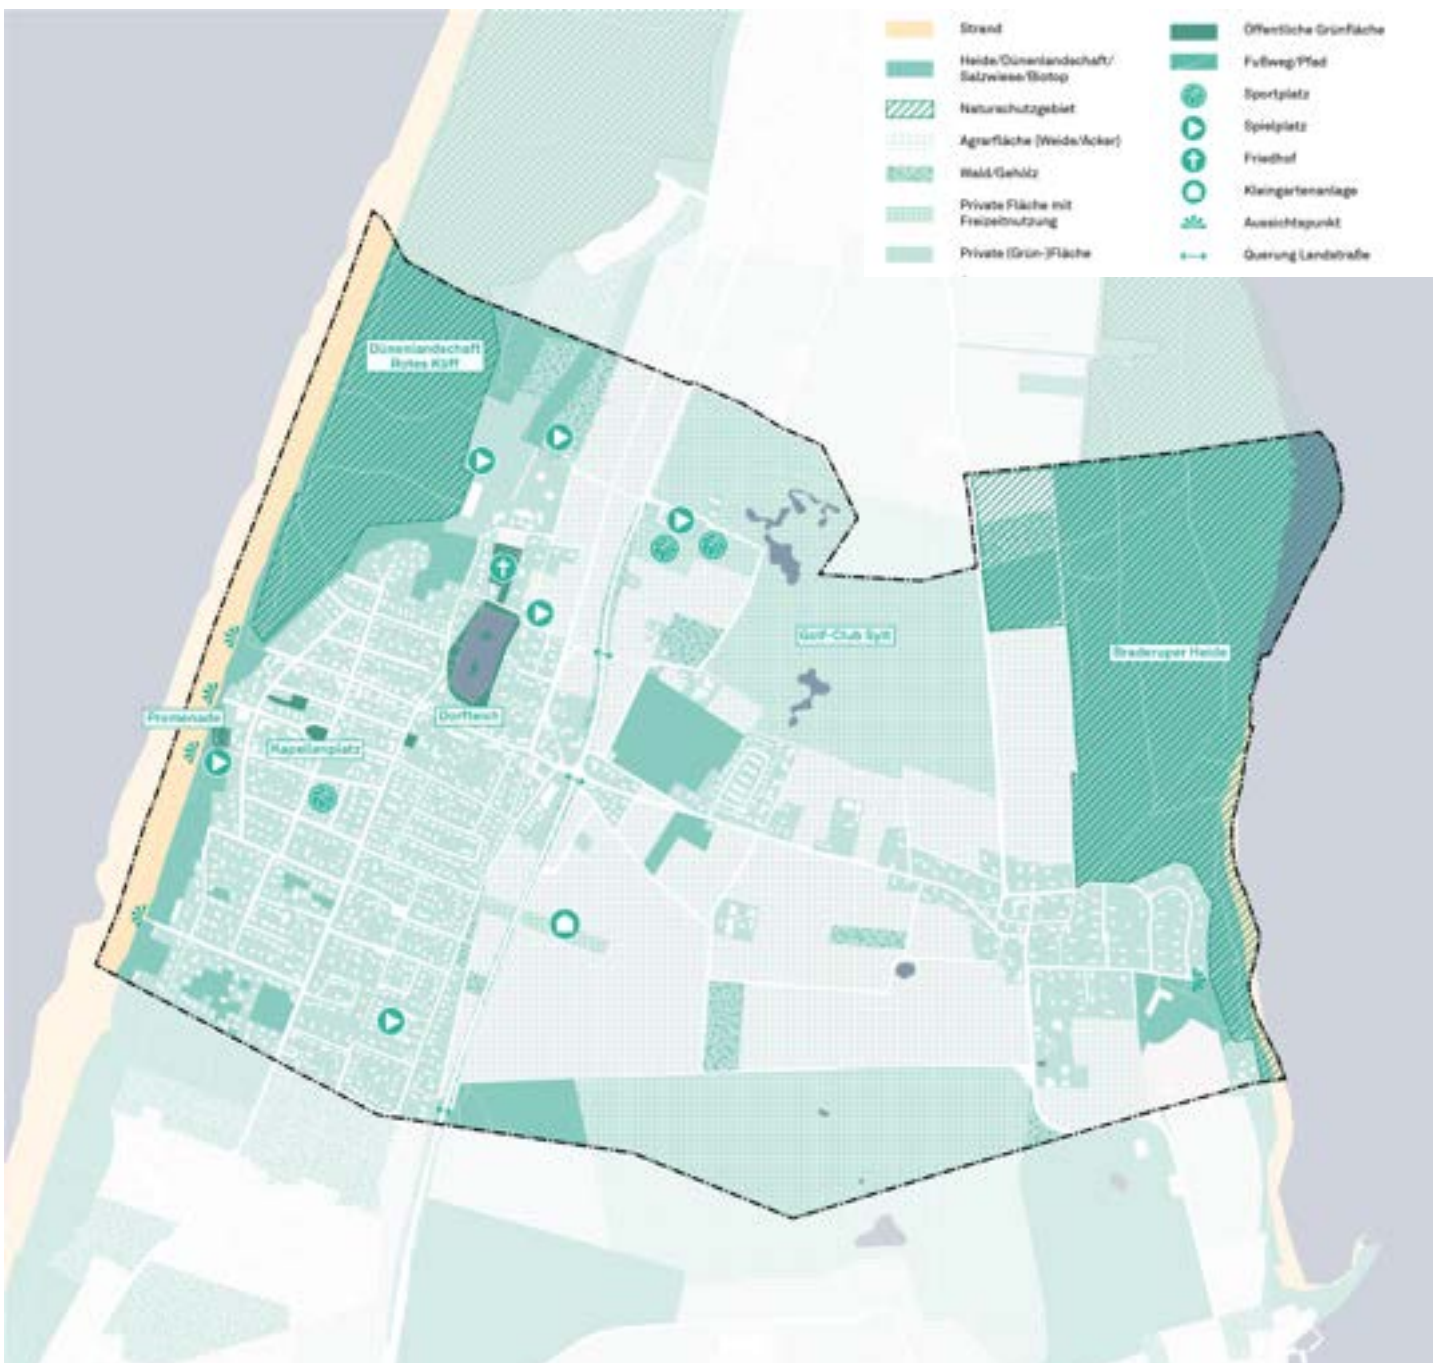 Strand
Heide/Dünenlandschaft/
Salzwiese/Biotop
Naturschutzgebiet
Agrarfläche (Weide/Acker)
Wald/Gehölz
Private Fläche mit
Freizeitnutzung
Private (Grün-)Fläche
Öffentliche Grünfläche
Fußweg/Pfad
Sportplatz
Spielplatz
Friedhof
Kleingartenanlage
Aussichtspunkt
Querung Landstraße
Dünenlandschaft
Rotes Kliff
Golf-Club Sylt
Braderuper Heide
Promenade
Dorfteich
Kapellenplatz